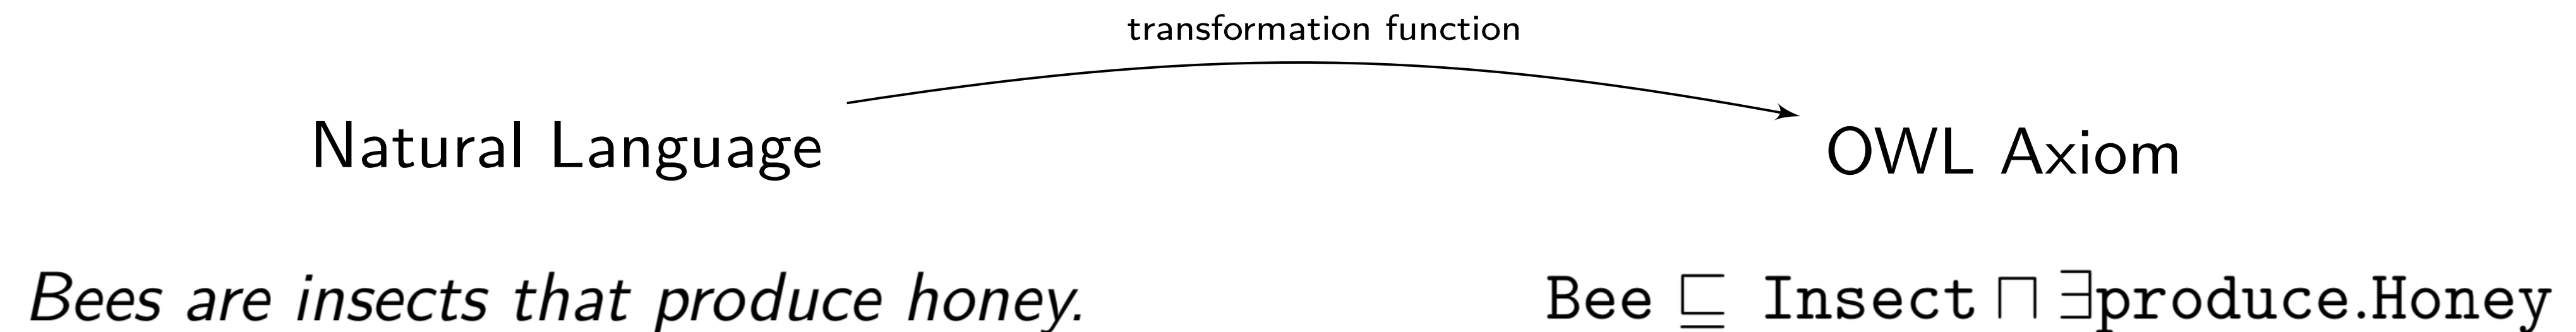 transformation function
Natural Language
OWL Axiom
Bees are insects that produce honey.
Bee ⊑ Insect ⊓ ∃produce.Honey